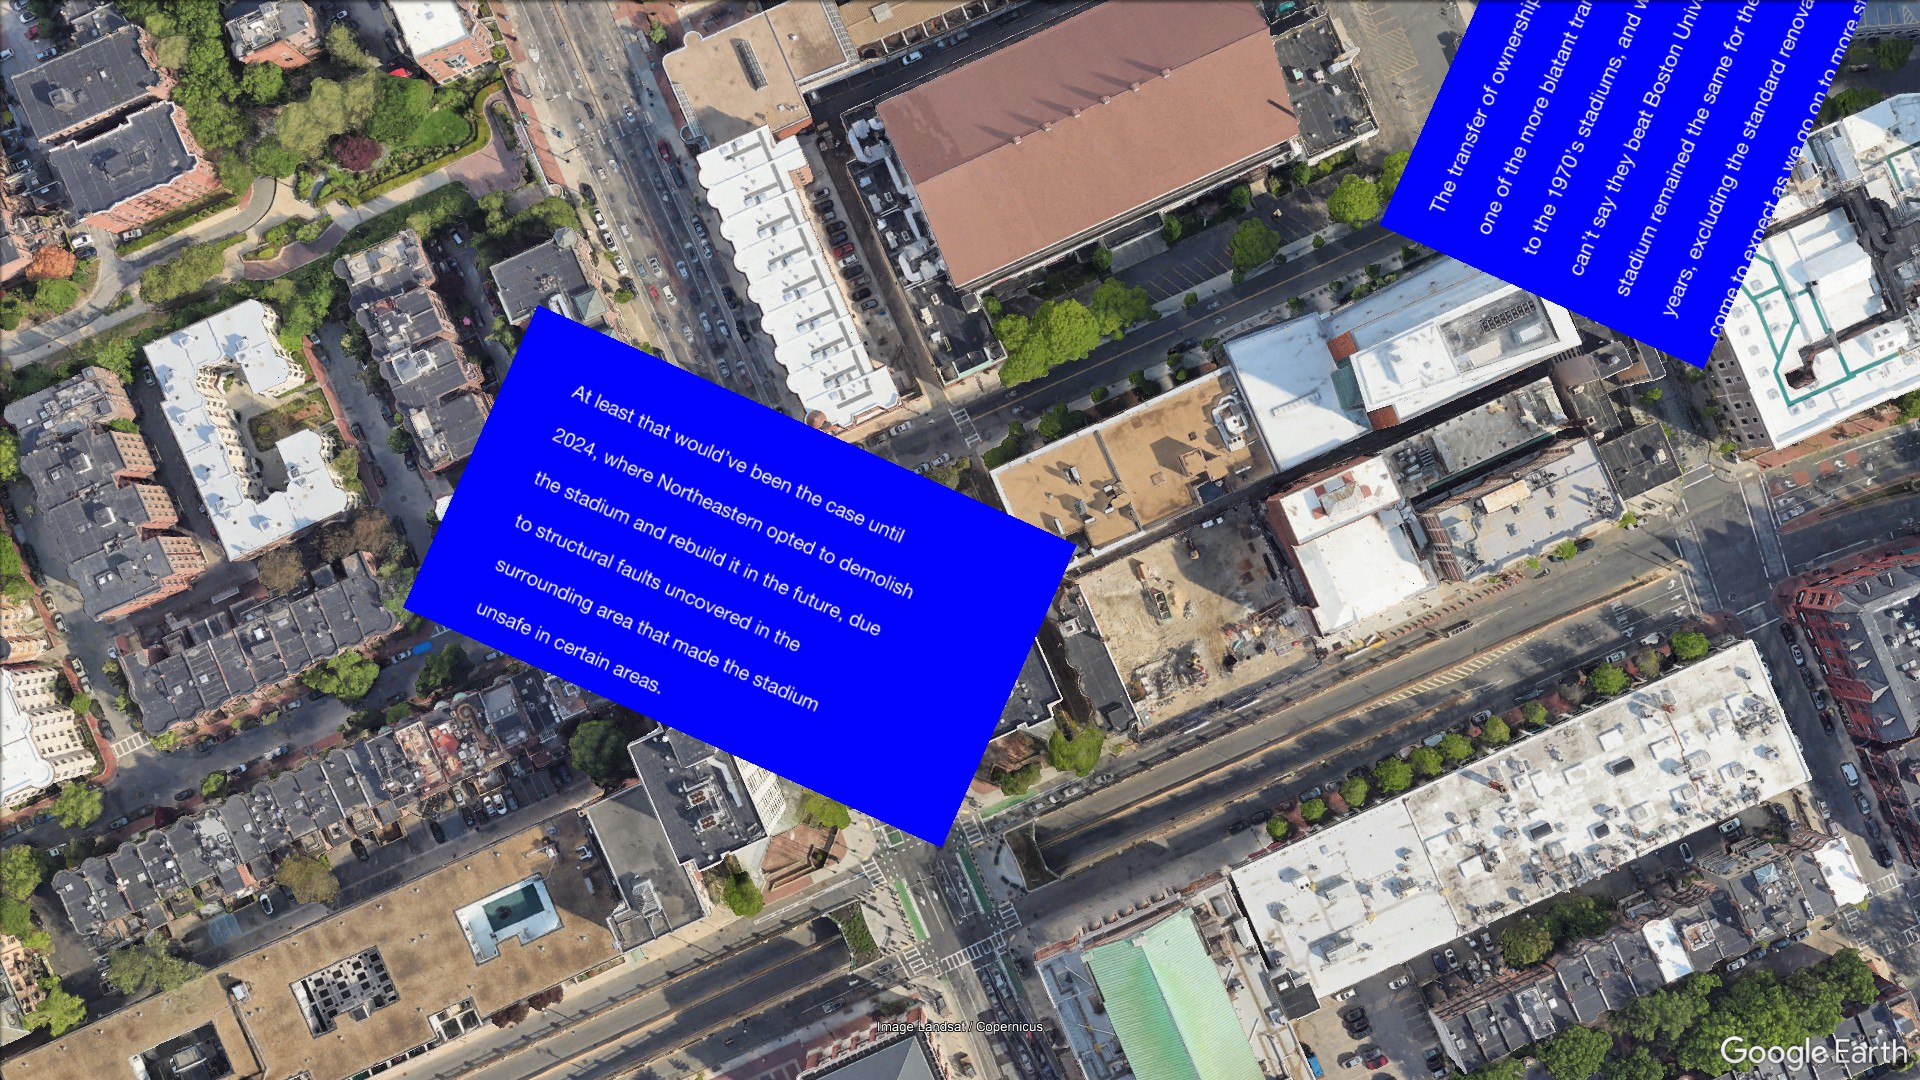 At least that would've been the case until
2024, where Northeastern opted to demolish
the stadium and rebuild it in the future, due
to structural faults uncovered in the
surrounding area that made the stadium
unsafe in certain areas.
The transfer of ownership
one of the more blatant
to the 1970's stadiums, and
can't say they beat Boston
stadium remained the same for the
years, excluding the standard
come to expect as we go on to more
Image Landsat / Copernicus
Google Earth